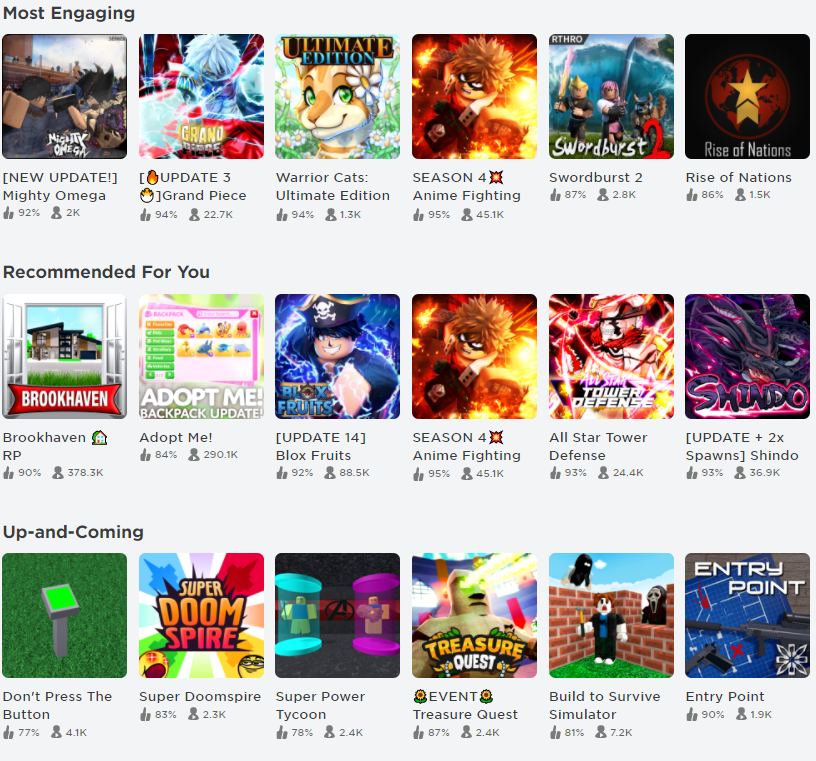 Most Engaging
MIGHTY
OMEGA
GRAND
PIECE
ULTIMATE
EDITION
RTHRO
Swordburst 2
Rise of Nations
[NEW UPDATE!]
Mighty Omega
92% 2K
[🔥UPDATE 3
🐣]Grand Piece
94% 22.7K
Warrior Cats:
Ultimate Edition
94% 1.3K
SEASON 4💥
Anime Fighting
95% 45.1K
Swordburst 2
87% 2.8K
Rise of Nations
86% 1.5K
Recommended For You
BROOKHAVEN
BACKPACK
ADOPT ME!
BACKPACK UPDATE!
BLOX
FRUITS
ALL STAR
TOWER
DEFENSE
SHINDO
Brookhaven 🏡
RP
90% 378.3K
Adopt Me!
84% 290.1K
[UPDATE 14]
Blox Fruits
92% 88.5K
SEASON 4💥
Anime Fighting
95% 45.1K
All Star Tower
Defense
93% 24.4K
[UPDATE + 2x
Spawns] Shindo
93% 36.9K
Up-and-Coming
SUPER
DOOM
SPIRE
TREASURE
QUEST
ENTRY
POINT
Don't Press The
Button
77% 4.1K
Super Doomspire
83% 2.3K
Super Power
Tycoon
78% 2.4K
🌻EVENT🌻
Treasure Quest
87% 2.4K
Build to Survive
Simulator
81% 7.2K
Entry Point
90% 1.9K